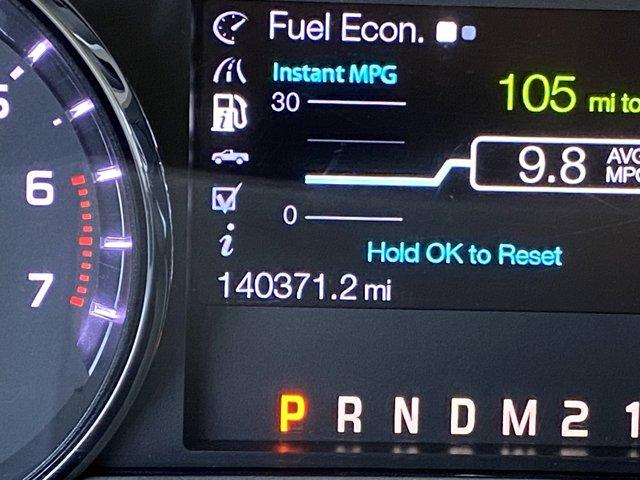 Fuel Econ.
Instant MPG
30
105 mi to
9.8 AVG MPG
0
Hold OK to Reset
140371.2 mi
6
7
P R N D M 2 1